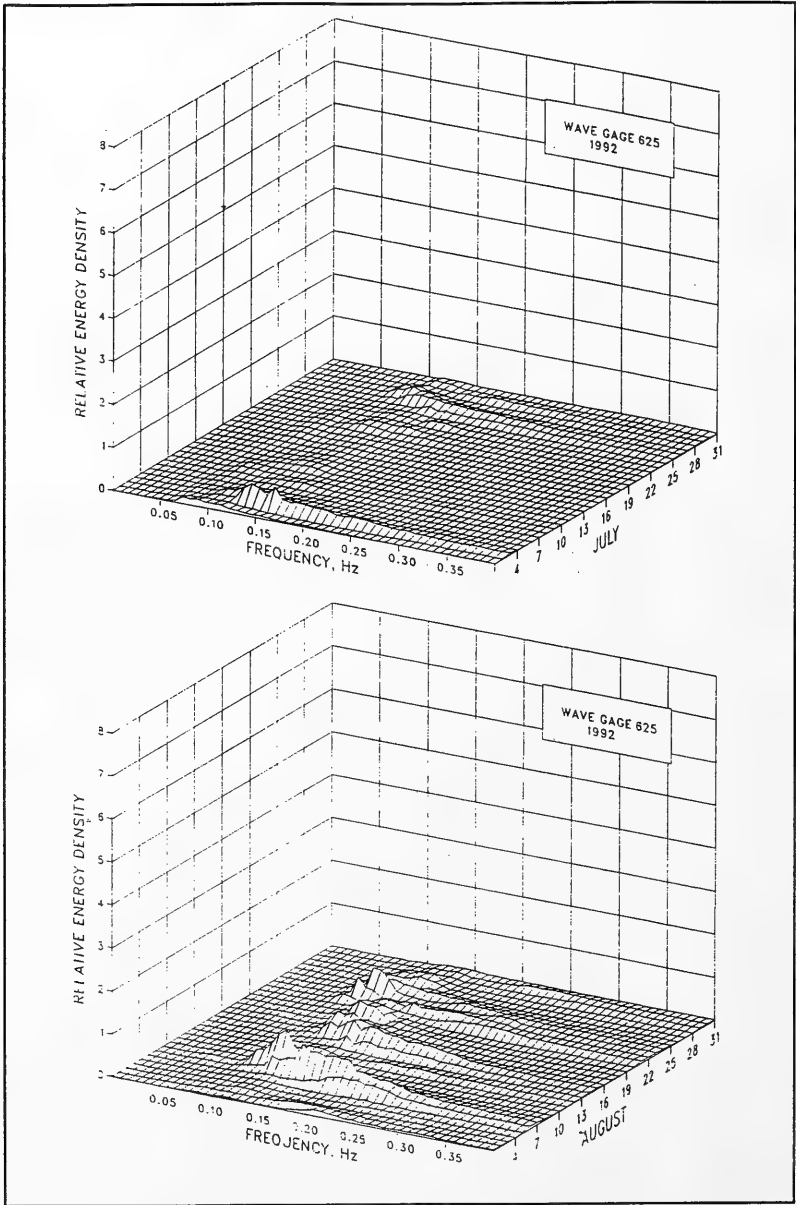 WAVE GAGE 625
1992
RELATIVE ENERGY DENSITY
8
7
6
5
4
3
2
1
0
0.05 0.10 0.15 0.20 0.25 0.30 0.35
FREQUENCY, Hz
4 7 10 13 16 19 22 25 28 31
JULY
WAVE GAGE 625
1992
RELATIVE ENERGY DENSITY
8
7
6
5
4
3
2
1
0
0.05 0.10 0.15 0.20 0.25 0.30 0.35
FREQUENCY, Hz
4 7 10 13 16 19 22 25 28 31
AUGUST